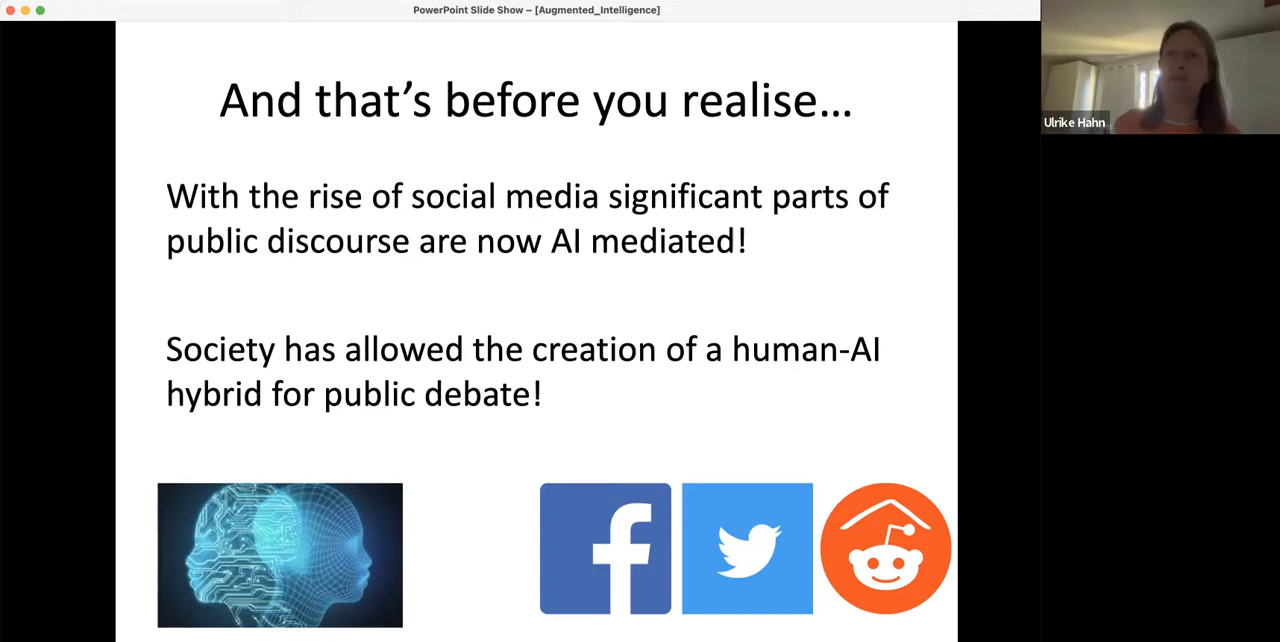 PowerPoint Slide Show – [Augmented_Intelligence]
And that’s before you realise…
With the rise of social media significant parts of
public discourse are now AI mediated!
Society has allowed the creation of a human-AI
hybrid for public debate!
Ulrike Hahn